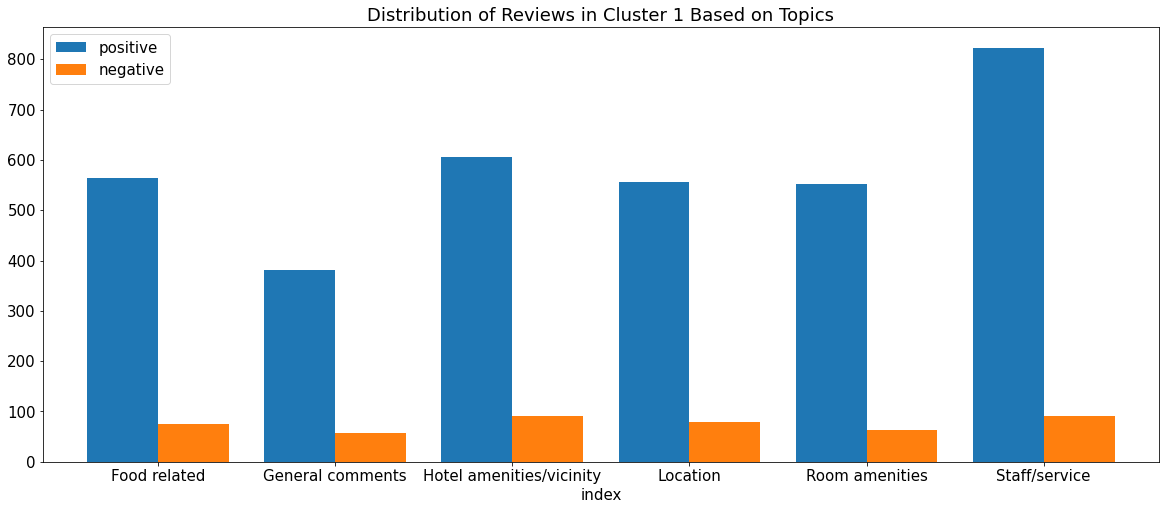 Distribution of Reviews in Cluster 1 Based on Topics
positive
negative
800
700
600
500
400
300
200
100
0
Food related General comments Hotel amenities/vicinity Location Room amenities Staff/service
index